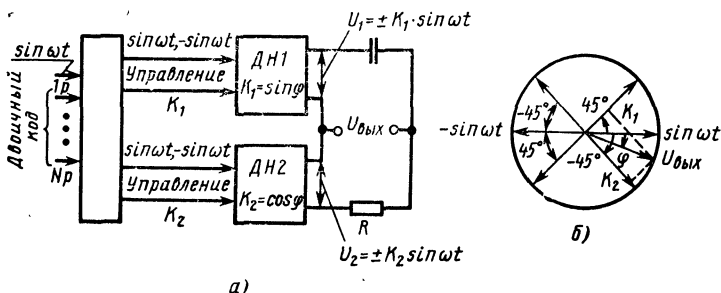 sinωt
1р
Двоичный код
Nр
sinωt,-sinωt
Управление
K₁
sinωt,-sinωt
Управление
K₂
ДН1
K₁=sinφ
ДН2
K₂=cosφ
U₁=±K₁·sinωt
Uвых
R
U₂=±K₂sinωt
а)
-sinωt
-45°
45°
45°
-45°
K₁
K₂
φ
sinωt
Uвых
б)